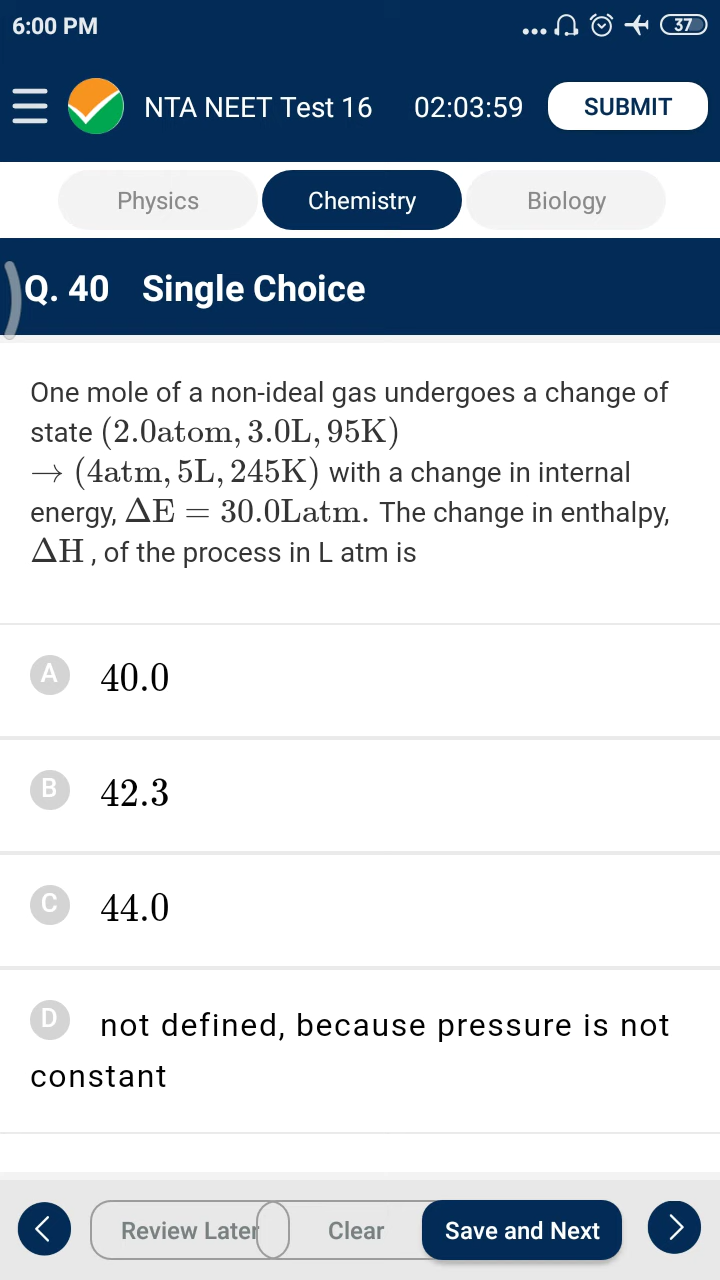 6:00 PM
37
NTA NEET Test 16 02:03:59 SUBMIT
Physics Chemistry Biology
Q. 40 Single Choice
One mole of a non-ideal gas undergoes a change of
state (2.0atom, 3.0L, 95K)
→ (4atm, 5L, 245K) with a change in internal
energy, ΔE = 30.0Latm. The change in enthalpy,
ΔH , of the process in L atm is
A 40.0
B 42.3
C 44.0
D not defined, because pressure is not
constant
Review Later Clear Save and Next